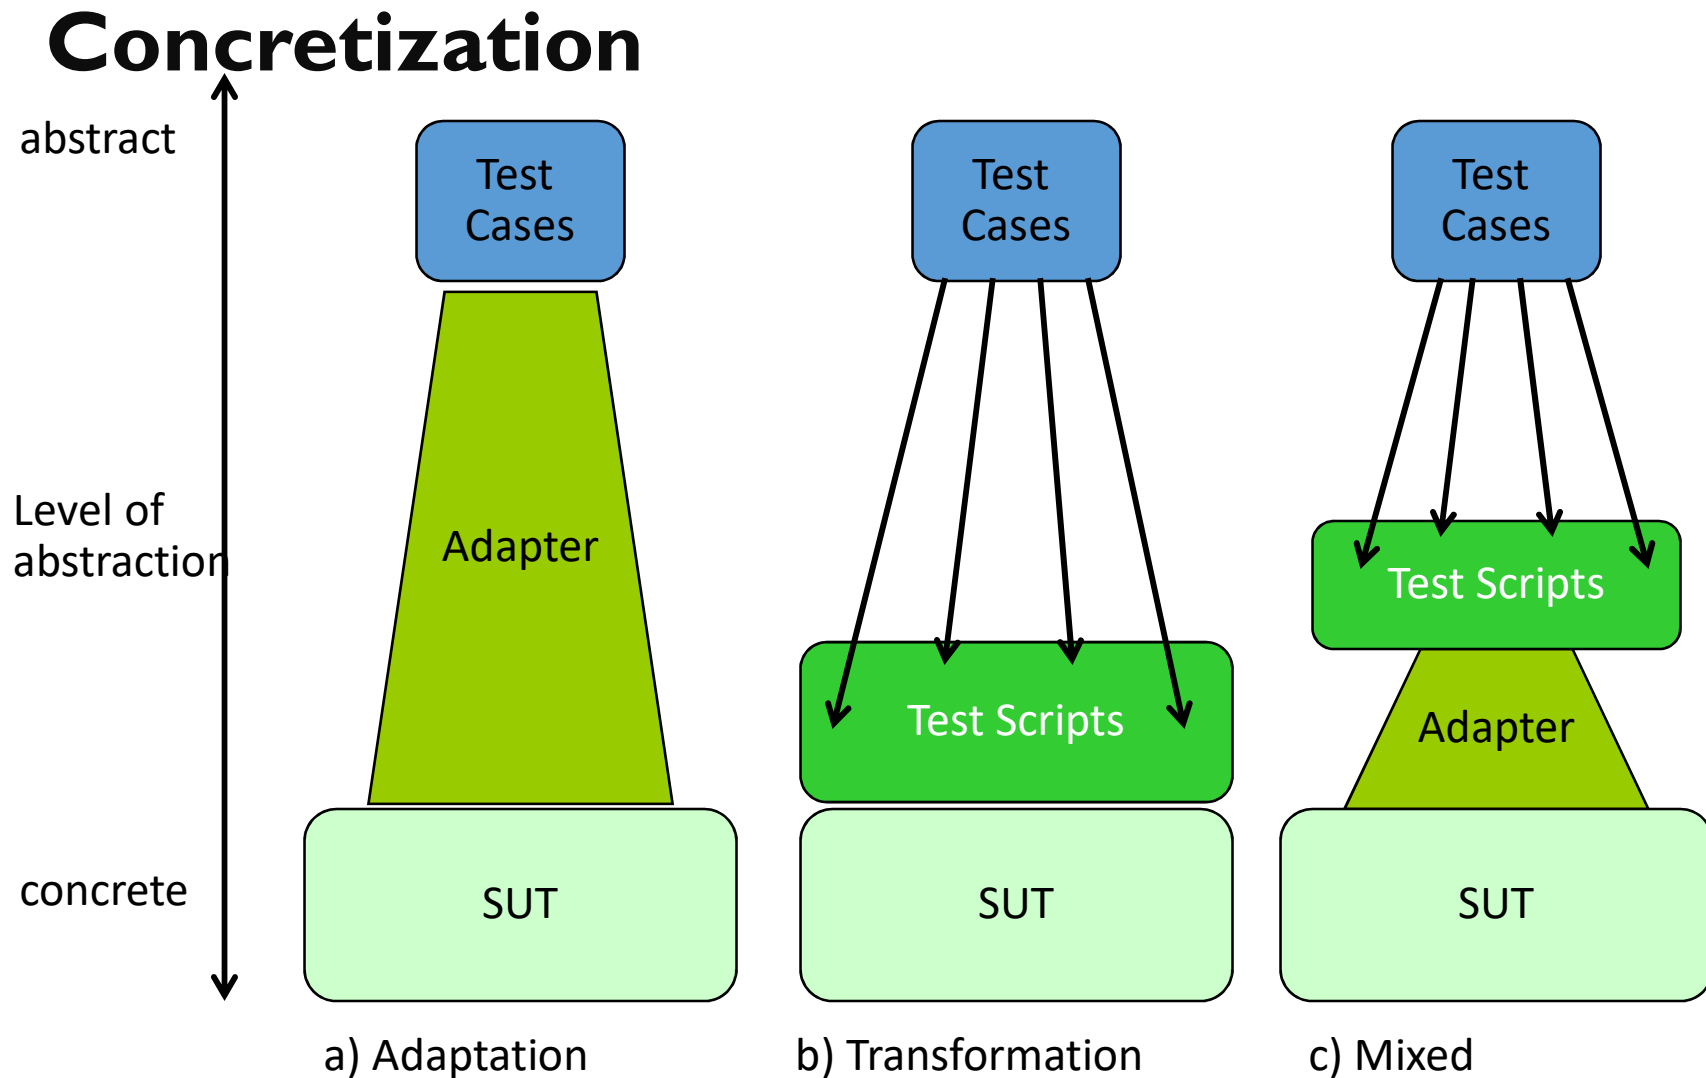 Concretization
abstract
Level of
abstraction
concrete
Test
Cases
Adapter
SUT
a) Adaptation
Test
Cases
Test Scripts
SUT
b) Transformation
Test
Cases
Test Scripts
Adapter
SUT
c) Mixed